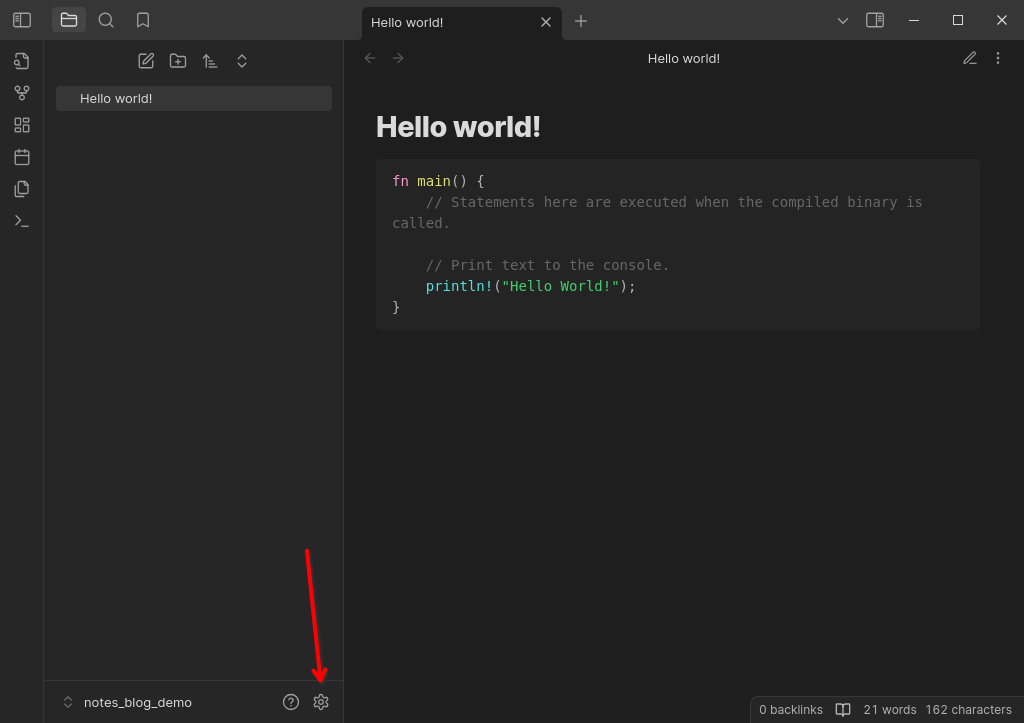 Hello world!
Hello world!
Hello world!
Hello world!
fn main() {
    // Statements here are executed when the compiled binary is
called.
    // Print text to the console.
    println!("Hello World!");
}
notes_blog_demo
0 backlinks 21 words 162 characters